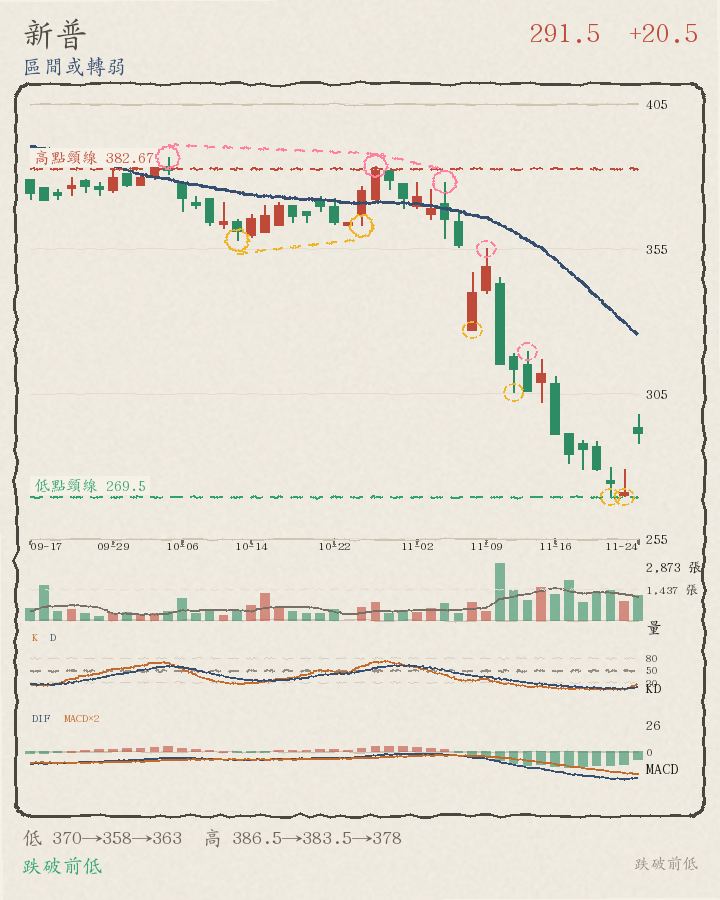 新普
291.5 +20.5
區間或轉弱
405
高點頸線 382.67
355
305
低點頸線 269.5
255
09-17 09-29 10-06 10-14 10-22 11-02 11-09 11-16 11-24
2,873 張
1,437 張
量
K D
80
50
20
KD
DIF MACD×2
26
0
MACD
低 370→358→363 高 386.5→383.5→378
跌破前低
跌破前低